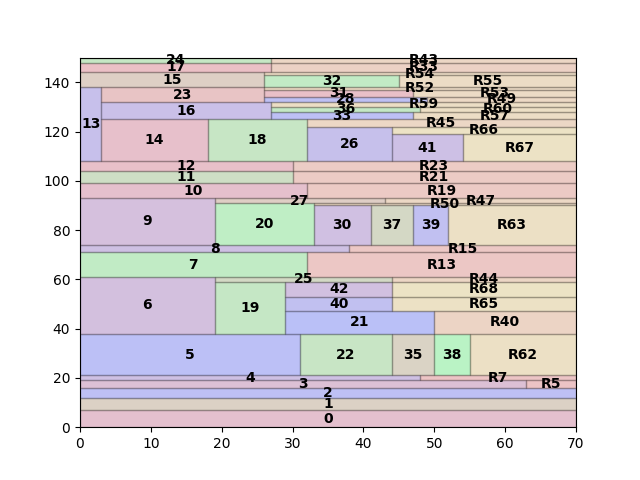 24 R43
17 R33
R54
15 32 R55
R52
140
31 R53
23 28 R49
13 16 36 R59 R60
33 R57
R45
120 14 18 26 R66
41 R67
12 R23
11 R21
100
10 R19
27 R50 R47
9 20 30 37 39 R63
80
8 R15
7 R13
60 25 R44
42 R68
6 19 40 R65
21 R40
40
5 22 35 38 R62
20 4 R7
3 R5
2
1
0 0
0 10 20 30 40 50 60 70